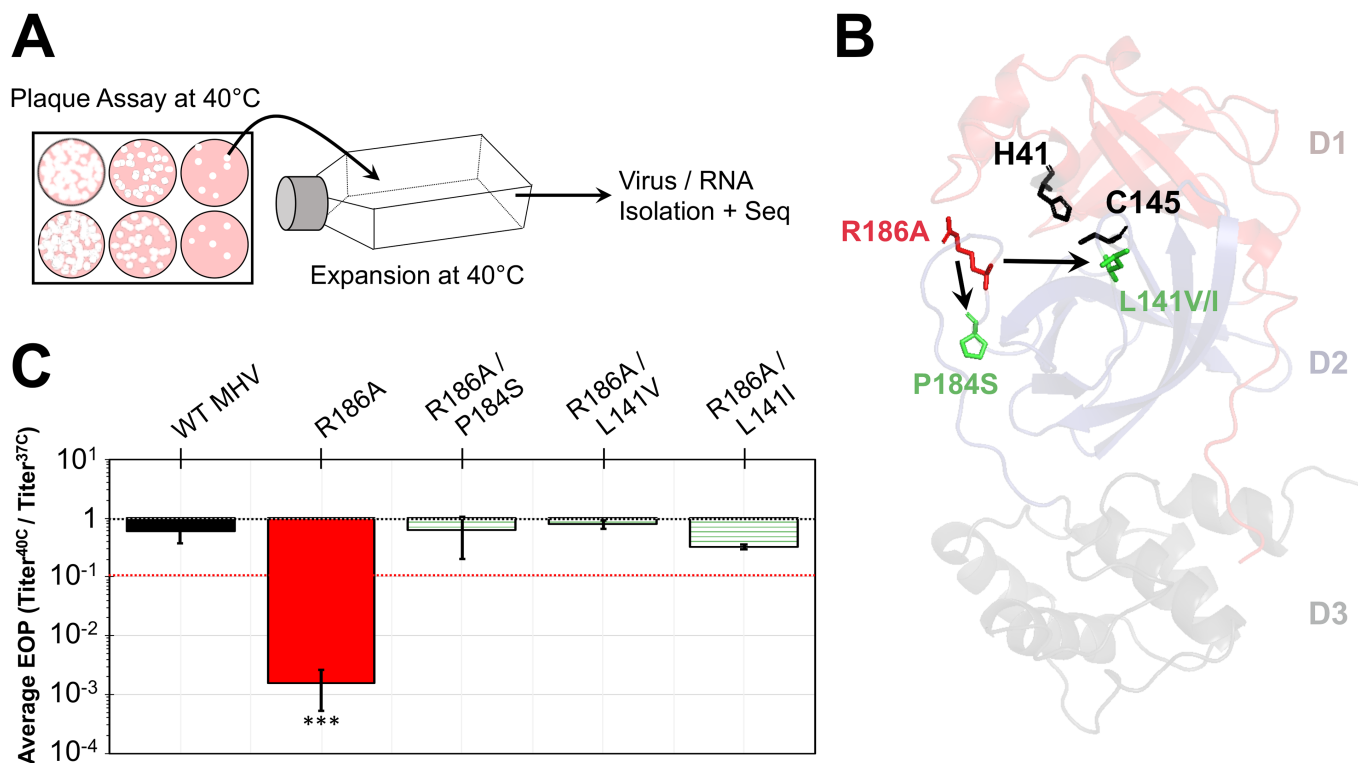 A
Plaque Assay at 40°C
Virus / RNA
Isolation + Seq
Expansion at 40°C
B
D1
H41
C145
R186A
L141V/I
P184S
D2
D3
C
WT MHV
R186A
R186A /
P184S
R186A /
L141V
R186A /
L141I
Average EOP (Titer⁴⁰ᶜ / Titer³⁷ᶜ)
10¹
1
10⁻¹
10⁻²
10⁻³
10⁻⁴
***